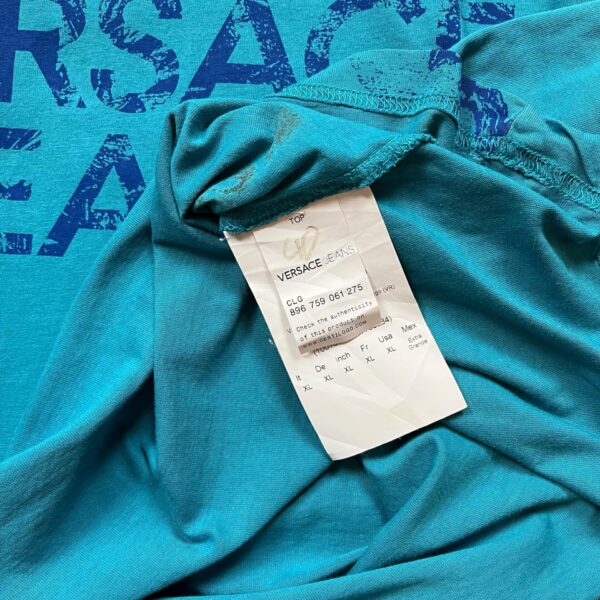 RSACE
EA
TOP
40
VERSACE JEANS
CLG
896 759 061 275
Check the authenticity
of this product on
WWW.CERTILOGO.COM
(VR)
It De Inch Fr Usa Mex
XL XL XL XL XL Extra
Grande